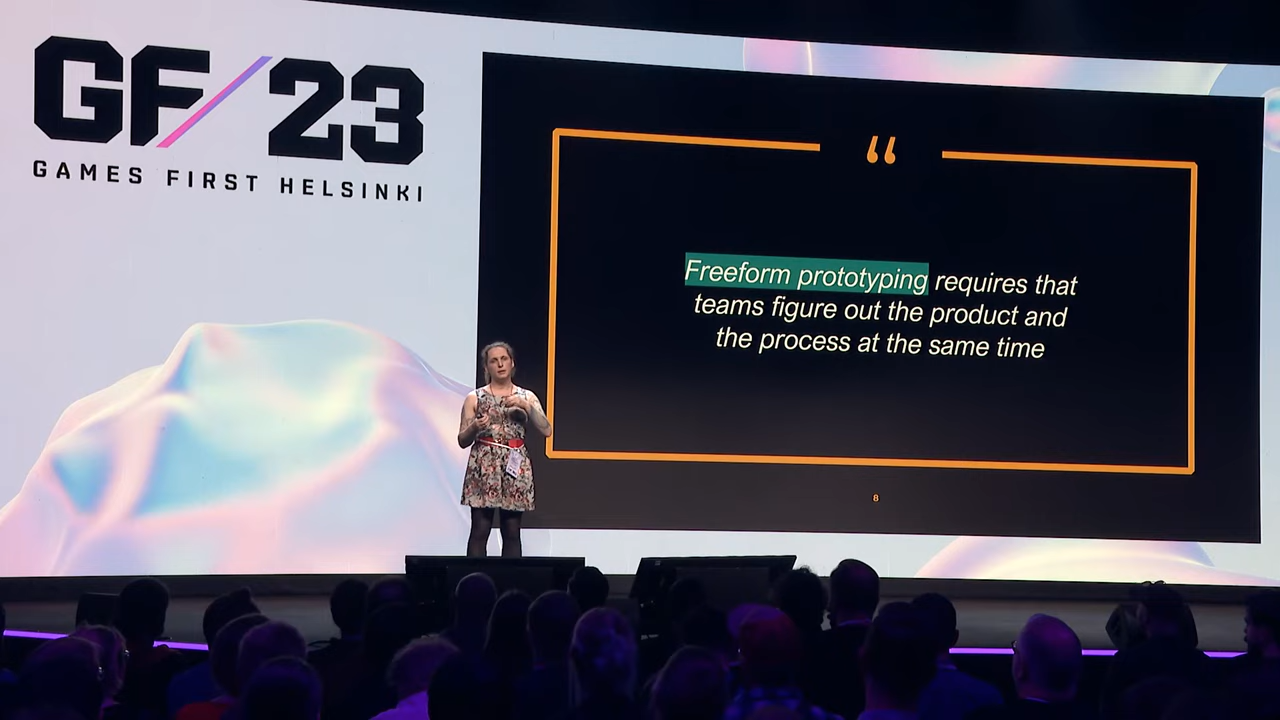 GF/23
GAMES FIRST HELSINKI
“
Freeform prototyping requires that
teams figure out the product and
the process at the same time
8